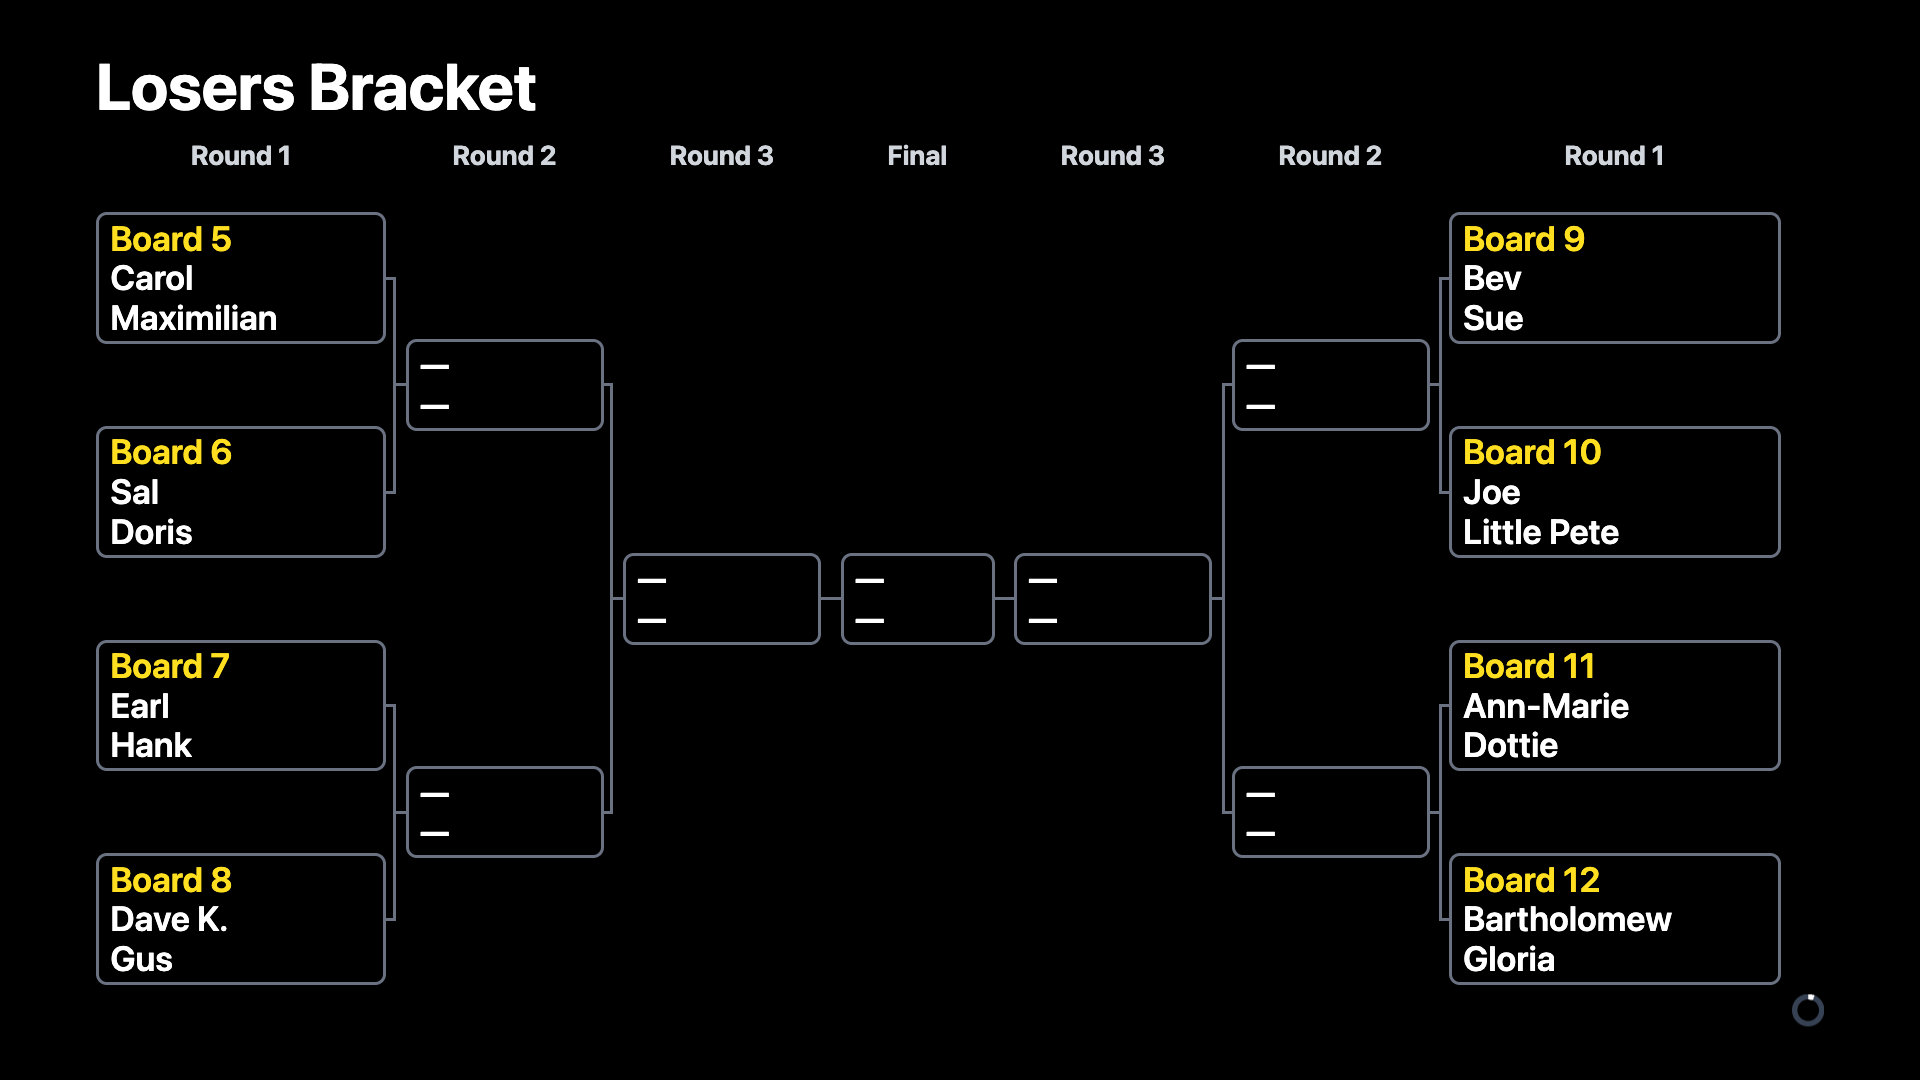 Losers Bracket
Round 1
Round 2
Round 3
Final
Round 3
Round 2
Round 1
Board 5
Carol
Maximilian
Board 6
Sal
Doris
Board 7
Earl
Hank
Board 8
Dave K.
Gus
—
—
—
—
—
—
—
—
—
—
—
—
—
—
Board 9
Bev
Sue
Board 10
Joe
Little Pete
Board 11
Ann-Marie
Dottie
Board 12
Bartholomew
Gloria